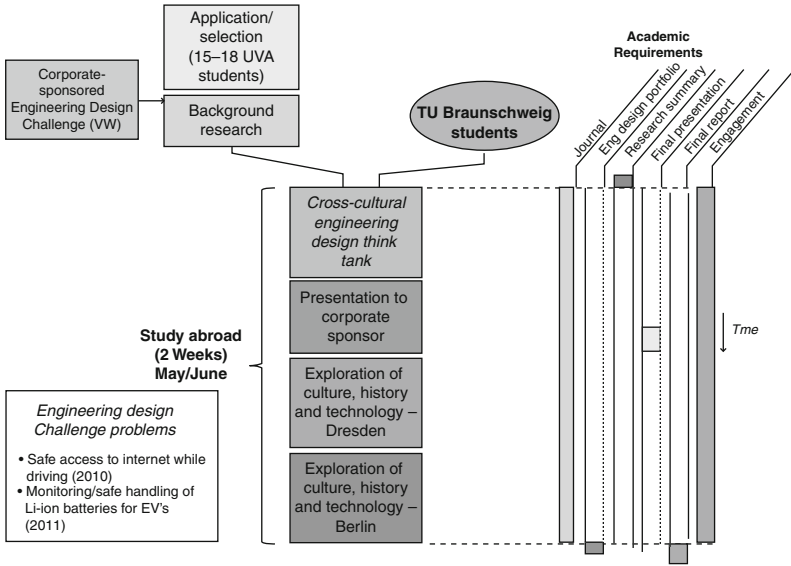 Application/
selection
(15–18 UVA
students)
Corporate-
sponsored
Engineering Design
Challenge (VW)
Background
research
TU Braunschweig
students
Academic
Requirements
Journal
Eng design portfolio
Research summary
Final presentation
Final report
Engagement
Cross-cultural
engineering
design think
tank
Presentation to
corporate
sponsor
Study abroad
(2 Weeks)
May/June
Tme
Exploration of
culture, history
and technology –
Dresden
Exploration of
culture, history
and technology –
Berlin
Engineering design
Challenge problems
• Safe access to internet while
driving (2010)
• Monitoring/safe handling of
Li-ion batteries for EV's
(2011)